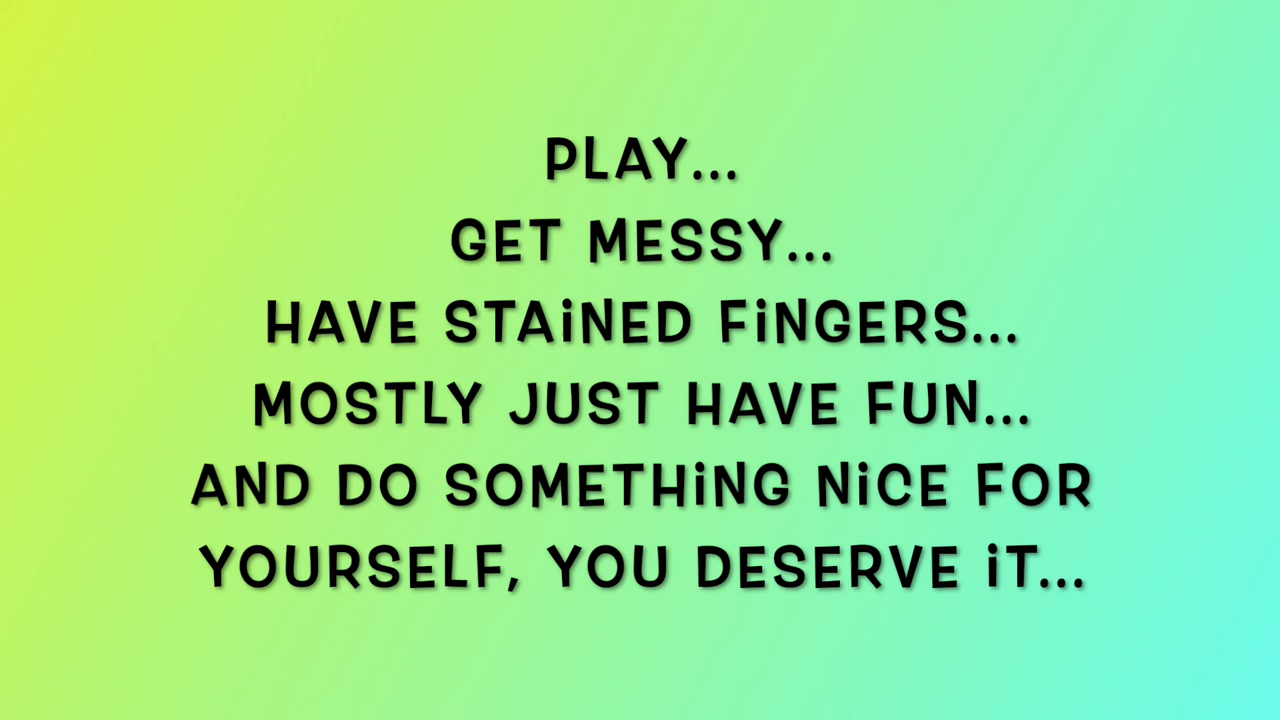 PLAY...
GET MESSY...
HAVE STAiNED FiNGERS...
MOSTLY JUST HAVE FUN...
AND DO SOMETHiNG NiCE FOR
YOURSELF, YOU DESERVE iT...